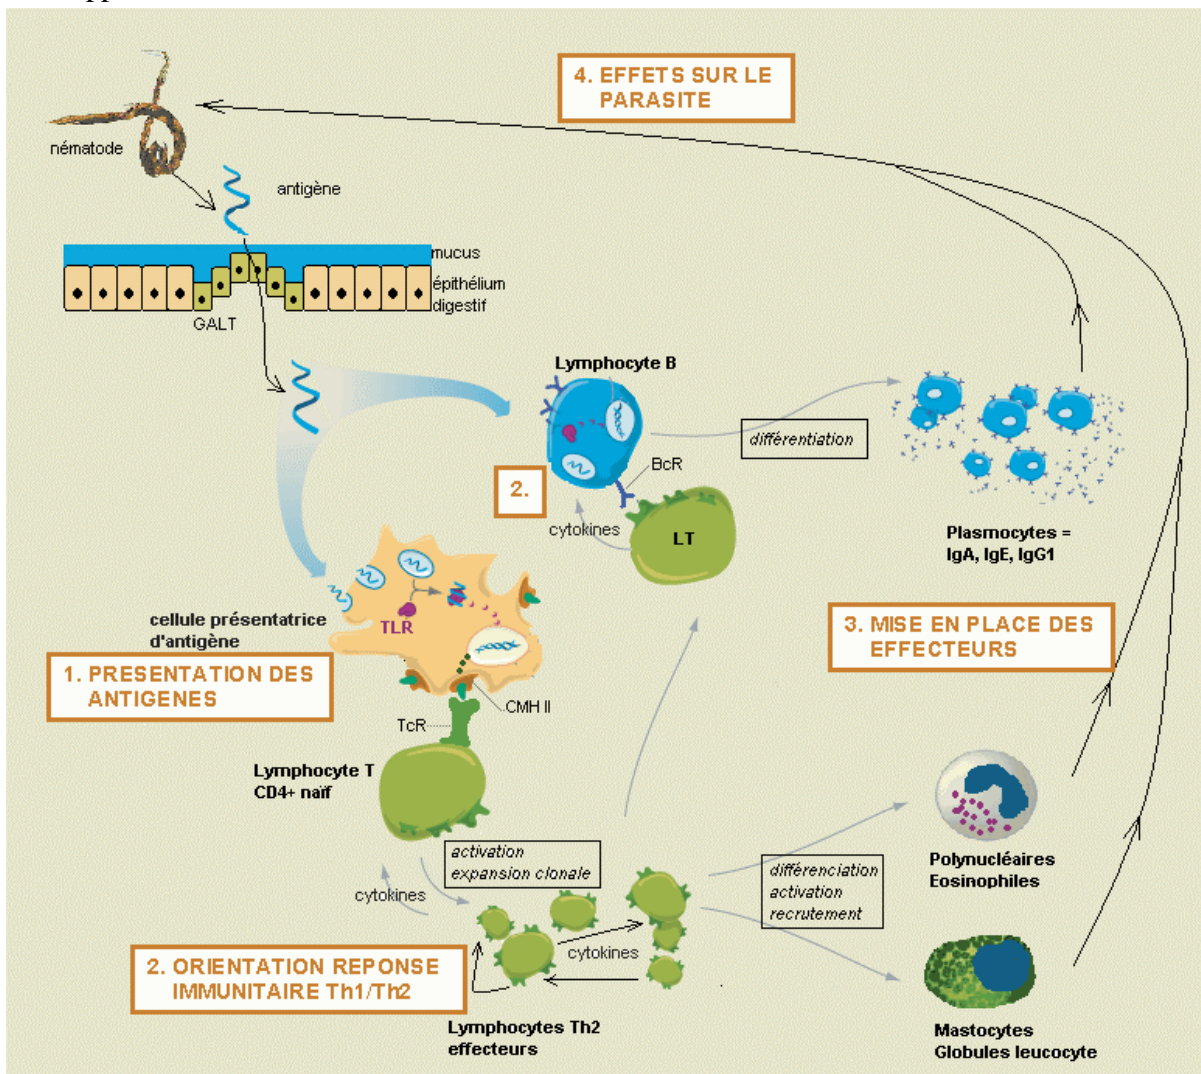 4. EFFETS SUR LE
PARASITE
nématode
antigène
mucus
épithélium
digestif
GALT
Lymphocyte B
différentiation
BcR
2.
cytokines
LT
Plasmocytes =
IgA, IgE, IgG1
cellule présentatrice
d'antigène
TLR
1. PRESENTATION DES
ANTIGENES
3. MISE EN PLACE DES
EFFECTEURS
CMH II
TcR
Lymphocyte T
CD4+ naïf
activation
expansion clonale
cytokines
différenciation
activation
recrutement
Polynucléaires
Eosinophiles
cytokines
2. ORIENTATION REPONSE
IMMUNITAIRE Th1/Th2
Lymphocytes Th2
effecteurs
Mastocytes
Globules leucocyte